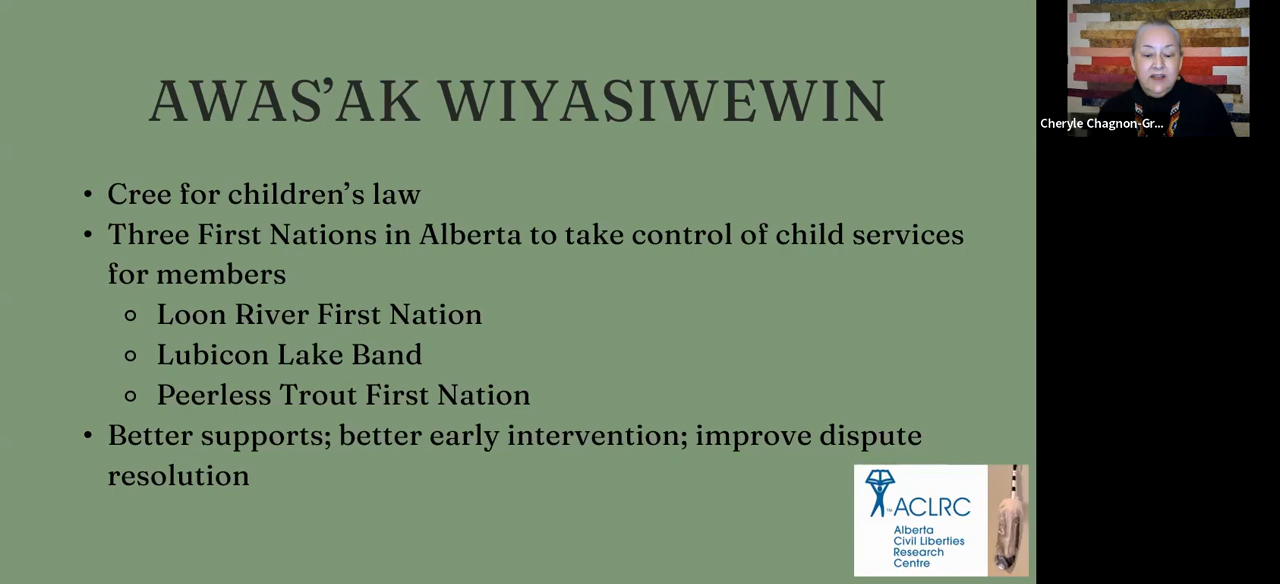 AWAS’AK WIYASIWEWIN
• Cree for children’s law
• Three First Nations in Alberta to take control of child services
for members
○ Loon River First Nation
○ Lubicon Lake Band
○ Peerless Trout First Nation
• Better supports; better early intervention; improve dispute
resolution
ACLRC
Alberta
Civil Liberties
Research
Centre
Cheryle Chagnon-Gr...